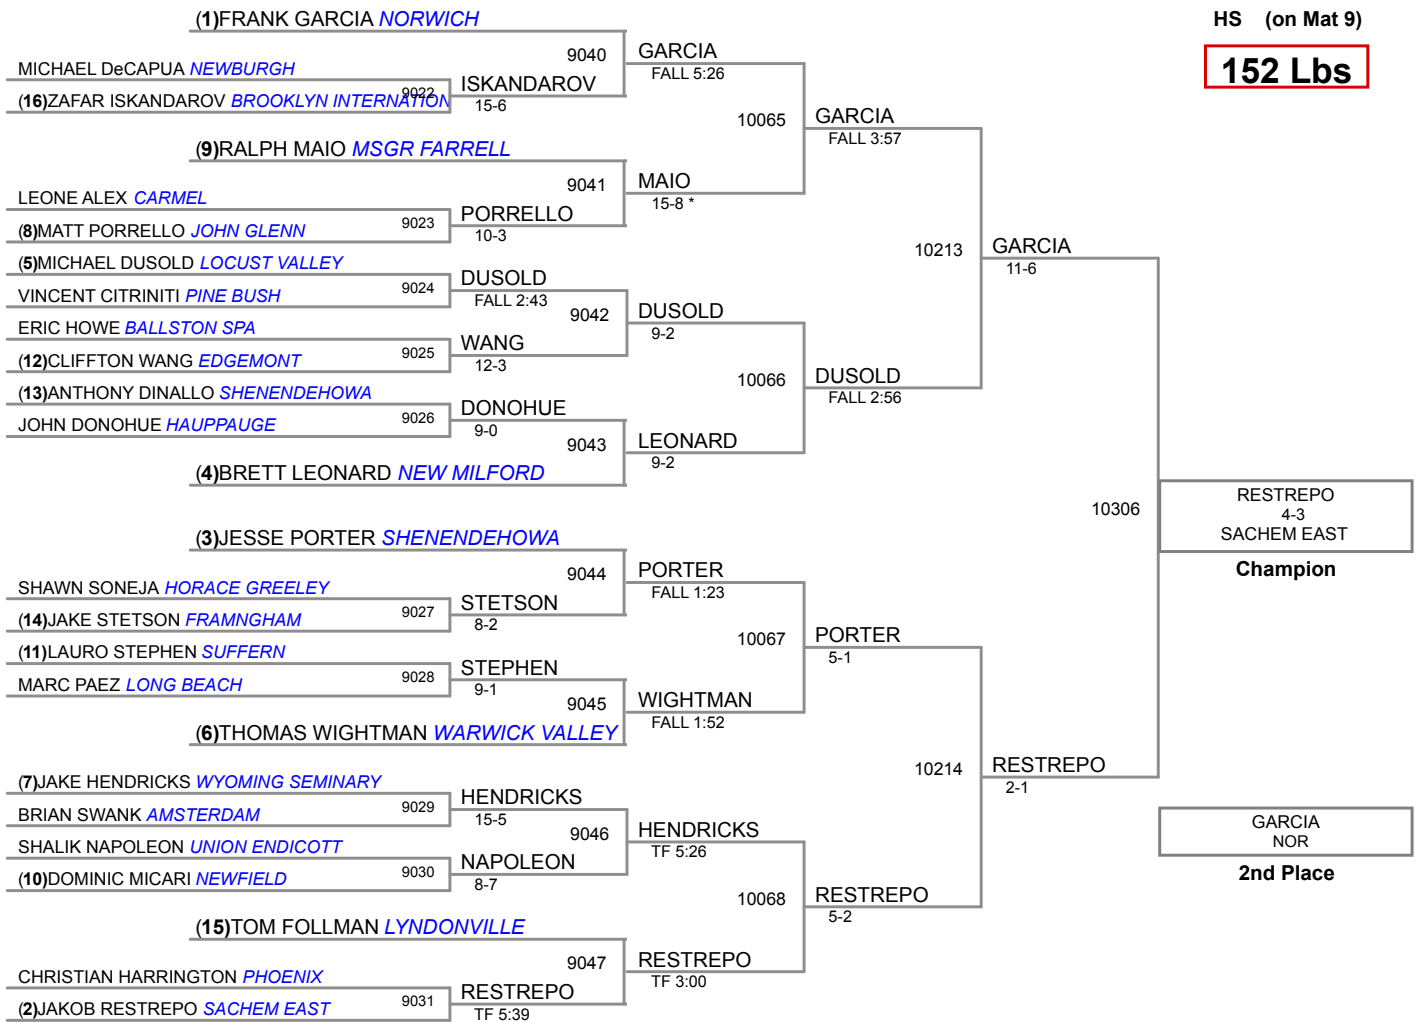 (1)FRANK GARCIA NORWICH
HS (on Mat 9)
152 Lbs
9040
GARCIA
FALL 5:26
MICHAEL DeCAPUA NEWBURGH
9022
ISKANDAROV
(16)ZAFAR ISKANDAROV BROOKLYN INTERNATION
15-6
10065
GARCIA
FALL 3:57
(9)RALPH MAIO MSGR FARRELL
9041
MAIO
15-8 *
LEONE ALEX CARMEL
9023
PORRELLO
(8)MATT PORRELLO JOHN GLENN
10-3
10213
GARCIA
11-6
(5)MICHAEL DUSOLD LOCUST VALLEY
9024
DUSOLD
VINCENT CITRINITI PINE BUSH
FALL 2:43
9042
DUSOLD
9-2
ERIC HOWE BALLSTON SPA
9025
WANG
(12)CLIFFTON WANG EDGEMONT
12-3
10066
DUSOLD
FALL 2:56
(13)ANTHONY DINALLO SHENENDEHOWA
9026
DONOHUE
JOHN DONOHUE HAUPPAUGE
9-0
9043
LEONARD
9-2
(4)BRETT LEONARD NEW MILFORD
10306
RESTREPO
4-3
SACHEM EAST
Champion
(3)JESSE PORTER SHENENDEHOWA
9044
PORTER
FALL 1:23
SHAWN SONEJA HORACE GREELEY
9027
STETSON
(14)JAKE STETSON FRAMNGHAM
8-2
10067
PORTER
5-1
(11)LAURO STEPHEN SUFFERN
9028
STEPHEN
MARC PAEZ LONG BEACH
9-1
9045
WIGHTMAN
FALL 1:52
(6)THOMAS WIGHTMAN WARWICK VALLEY
10214
RESTREPO
2-1
(7)JAKE HENDRICKS WYOMING SEMINARY
9029
HENDRICKS
BRIAN SWANK AMSTERDAM
15-5
9046
HENDRICKS
TF 5:26
GARCIA
NOR
2nd Place
SHALIK NAPOLEON UNION ENDICOTT
9030
NAPOLEON
(10)DOMINIC MICARI NEWFIELD
8-7
10068
RESTREPO
5-2
(15)TOM FOLLMAN LYNDONVILLE
9047
RESTREPO
TF 3:00
CHRISTIAN HARRINGTON PHOENIX
9031
RESTREPO
(2)JAKOB RESTREPO SACHEM EAST
TF 5:39